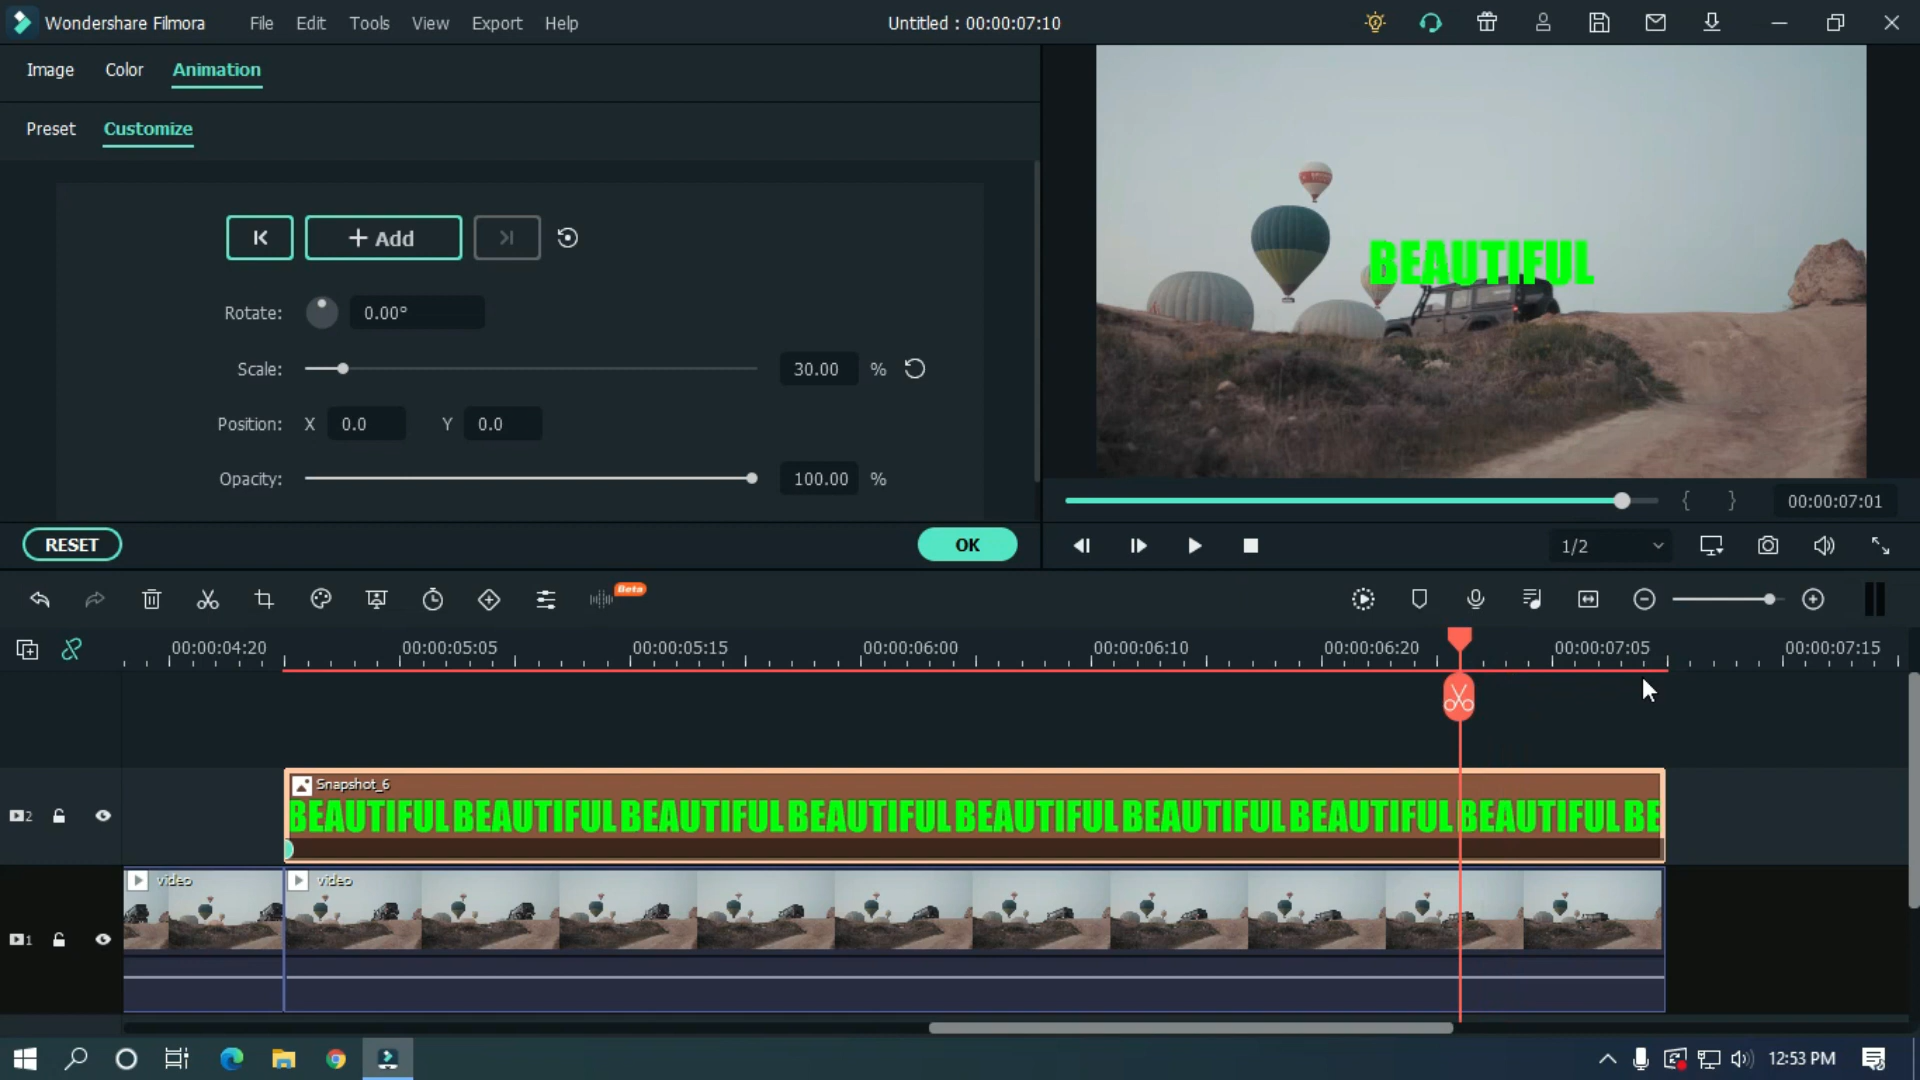 Wondershare Filmora
File Edit Tools View Export Help
Untitled : 00:00:07:10
Image Color Animation
Preset Customize
+ Add
Rotate: 0.00°
Scale: 30.00 %
Position: X 0.0 Y 0.0
Opacity: 100.00 %
RESET
OK
BEAUTIFUL
{ } 00:00:07:01
1/2
Beta
00:00:04:20 00:00:05:05 00:00:05:15 00:00:06:00 00:00:06:10 00:00:06:20 00:00:07:05 00:00:07:15
Snapshot_6
BEAUTIFUL BEAUTIFUL BEAUTIFUL BEAUTIFUL BEAUTIFUL BEAUTIFUL BEAUTIFUL BEAUTIFUL BE
2
video video
1
12:53 PM